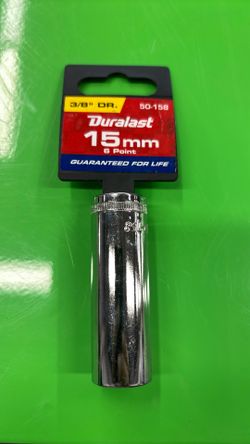 3/8" DR. 50-158
Duralast
15mm
6 Point
GUARANTEED FOR LIFE